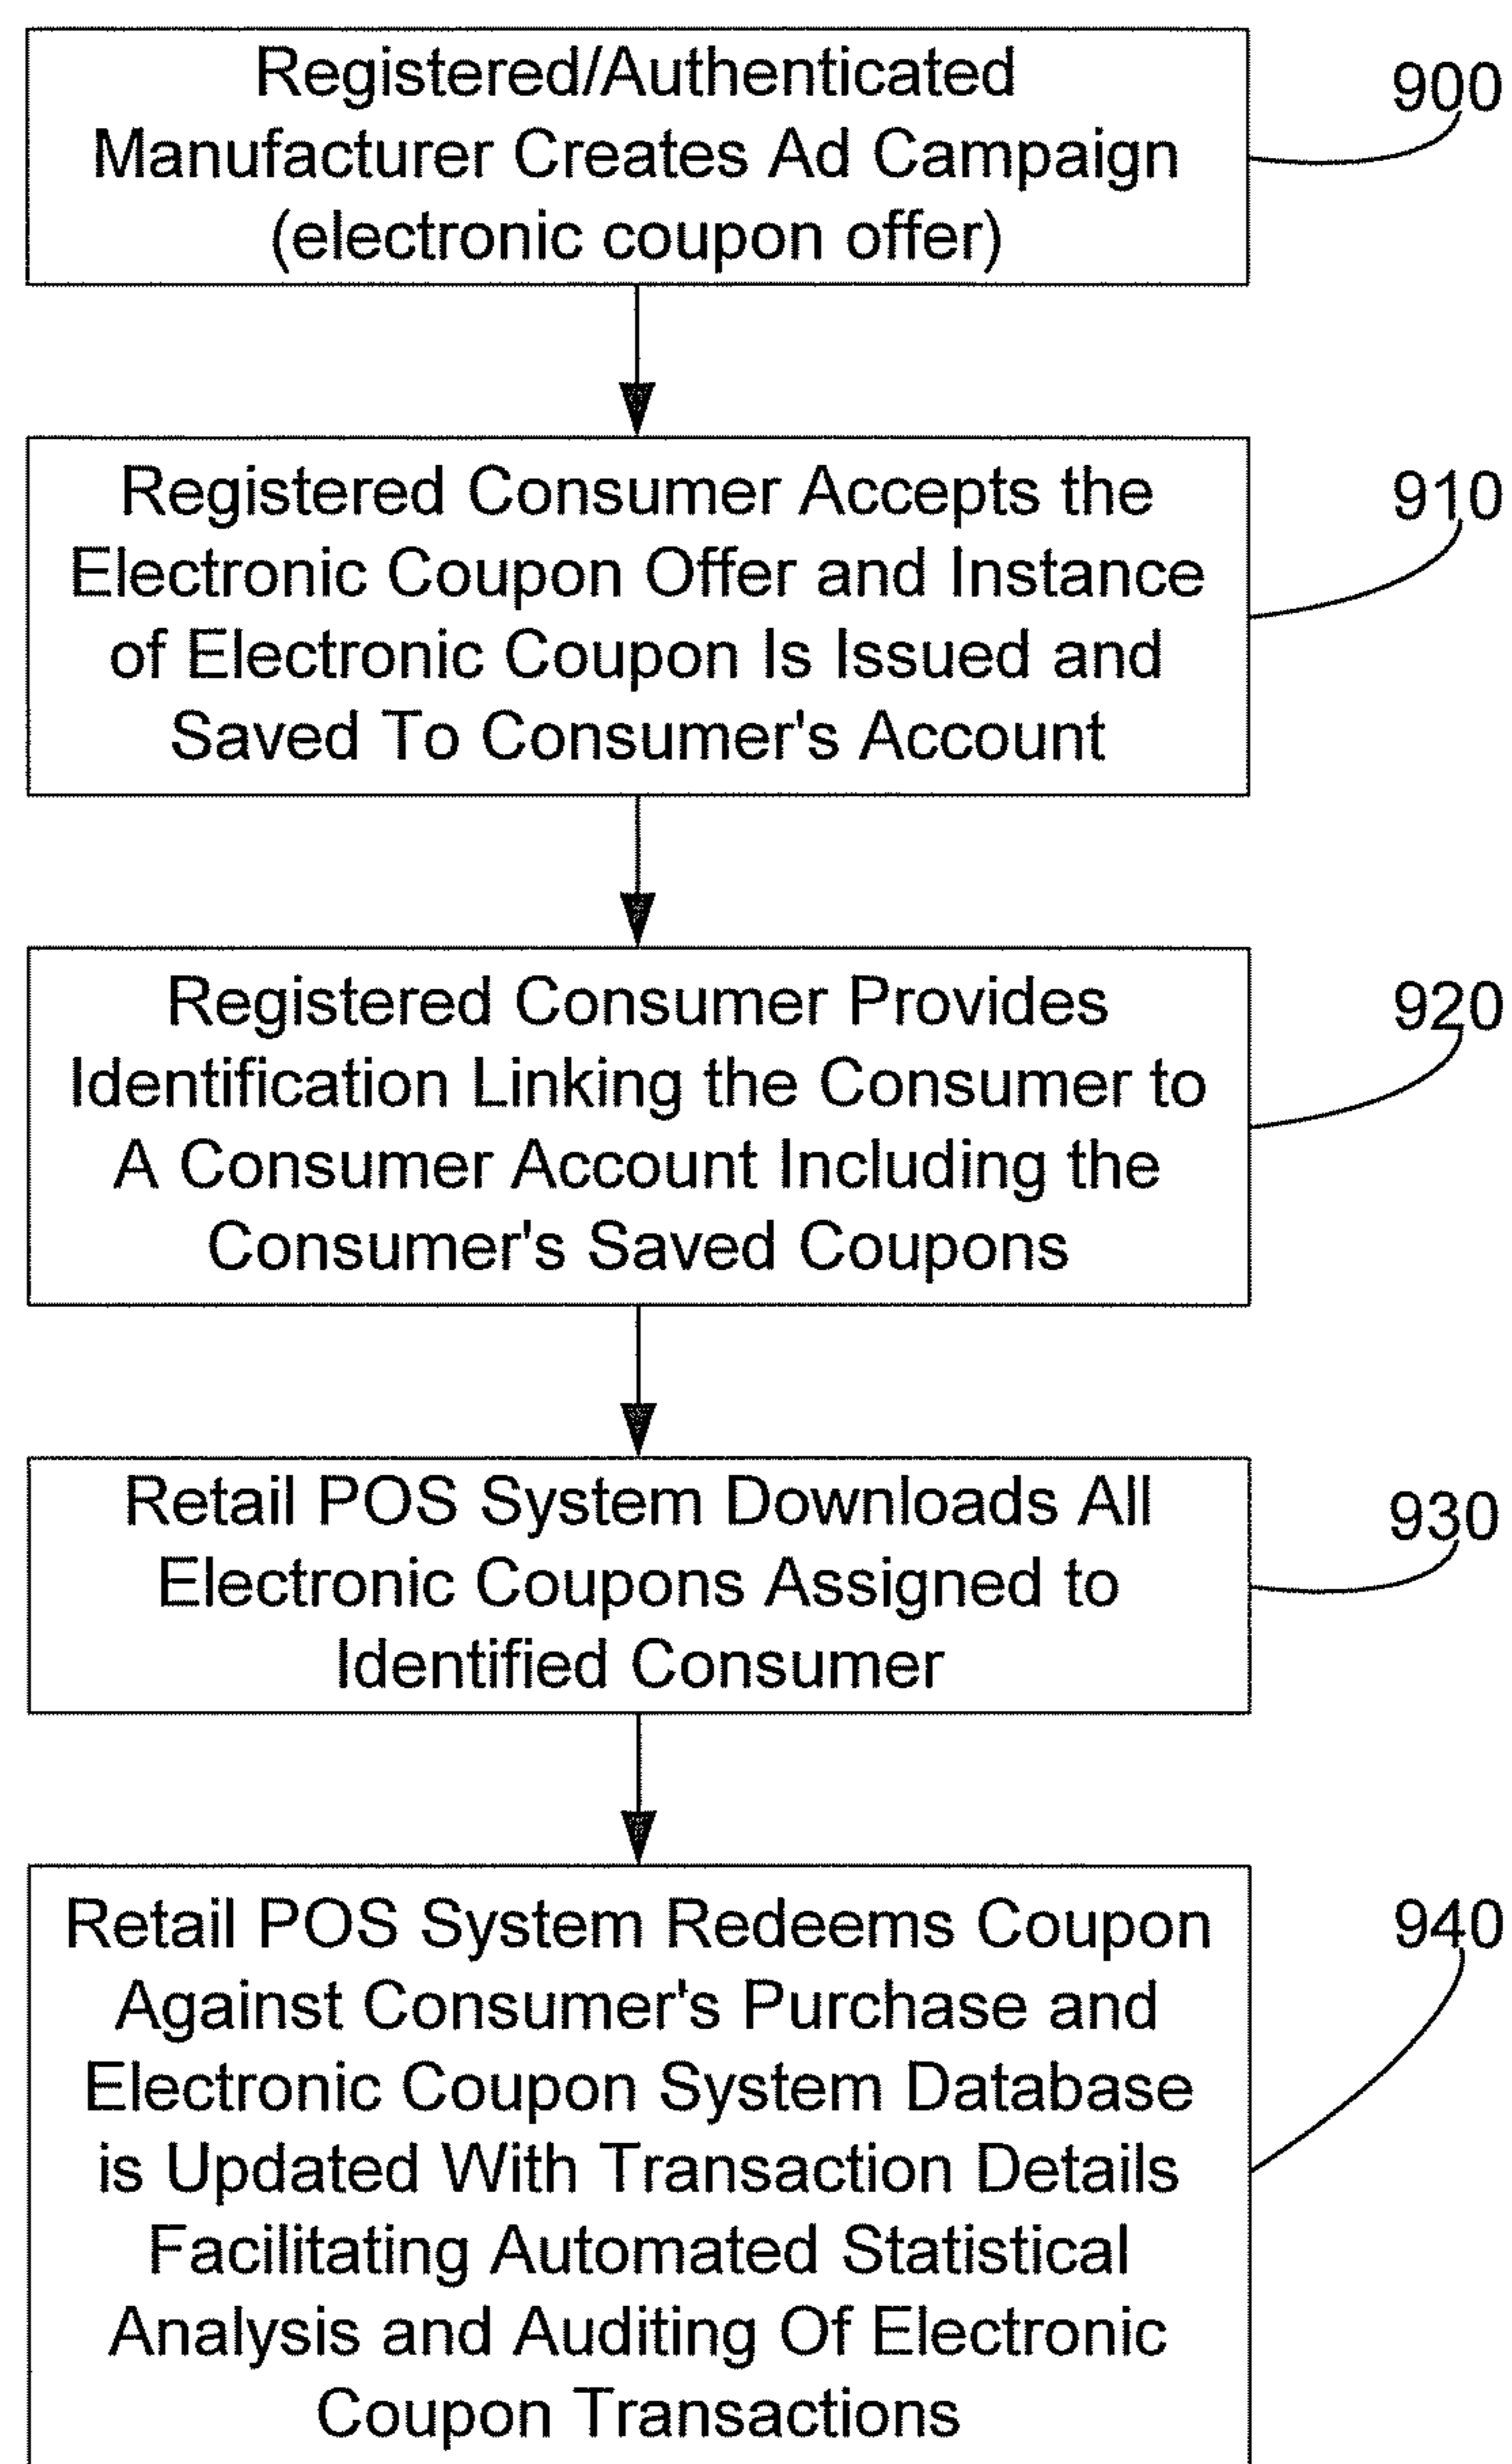 Registered/Authenticated
Manufacturer Creates Ad Campaign
(electronic coupon offer)
900
Registered Consumer Accepts the
Electronic Coupon Offer and Instance
of Electronic Coupon Is Issued and
Saved To Consumer's Account
910
Registered Consumer Provides
Identification Linking the Consumer to
A Consumer Account Including the
Consumer's Saved Coupons
920
Retail POS System Downloads All
Electronic Coupons Assigned to
Identified Consumer
930
Retail POS System Redeems Coupon
Against Consumer's Purchase and
Electronic Coupon System Database
is Updated With Transaction Details
Facilitating Automated Statistical
Analysis and Auditing Of Electronic
Coupon Transactions
940